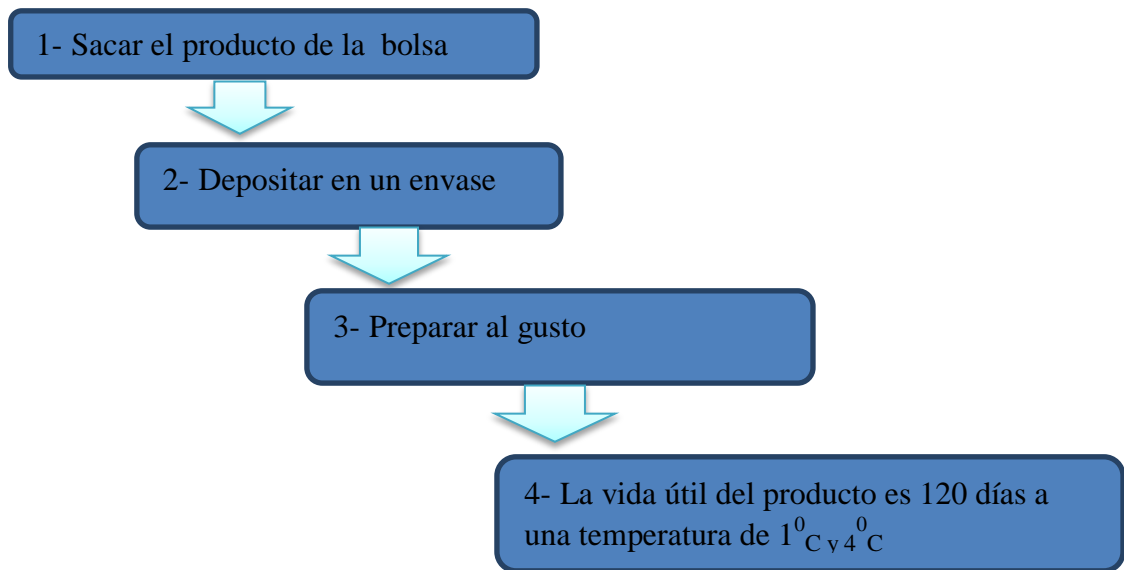 1- Sacar el producto de la  bolsa
2- Depositar en un envase
3- Preparar al gusto
4- La vida útil del producto es 120 días a
una temperatura de 1⁰C y 4⁰C